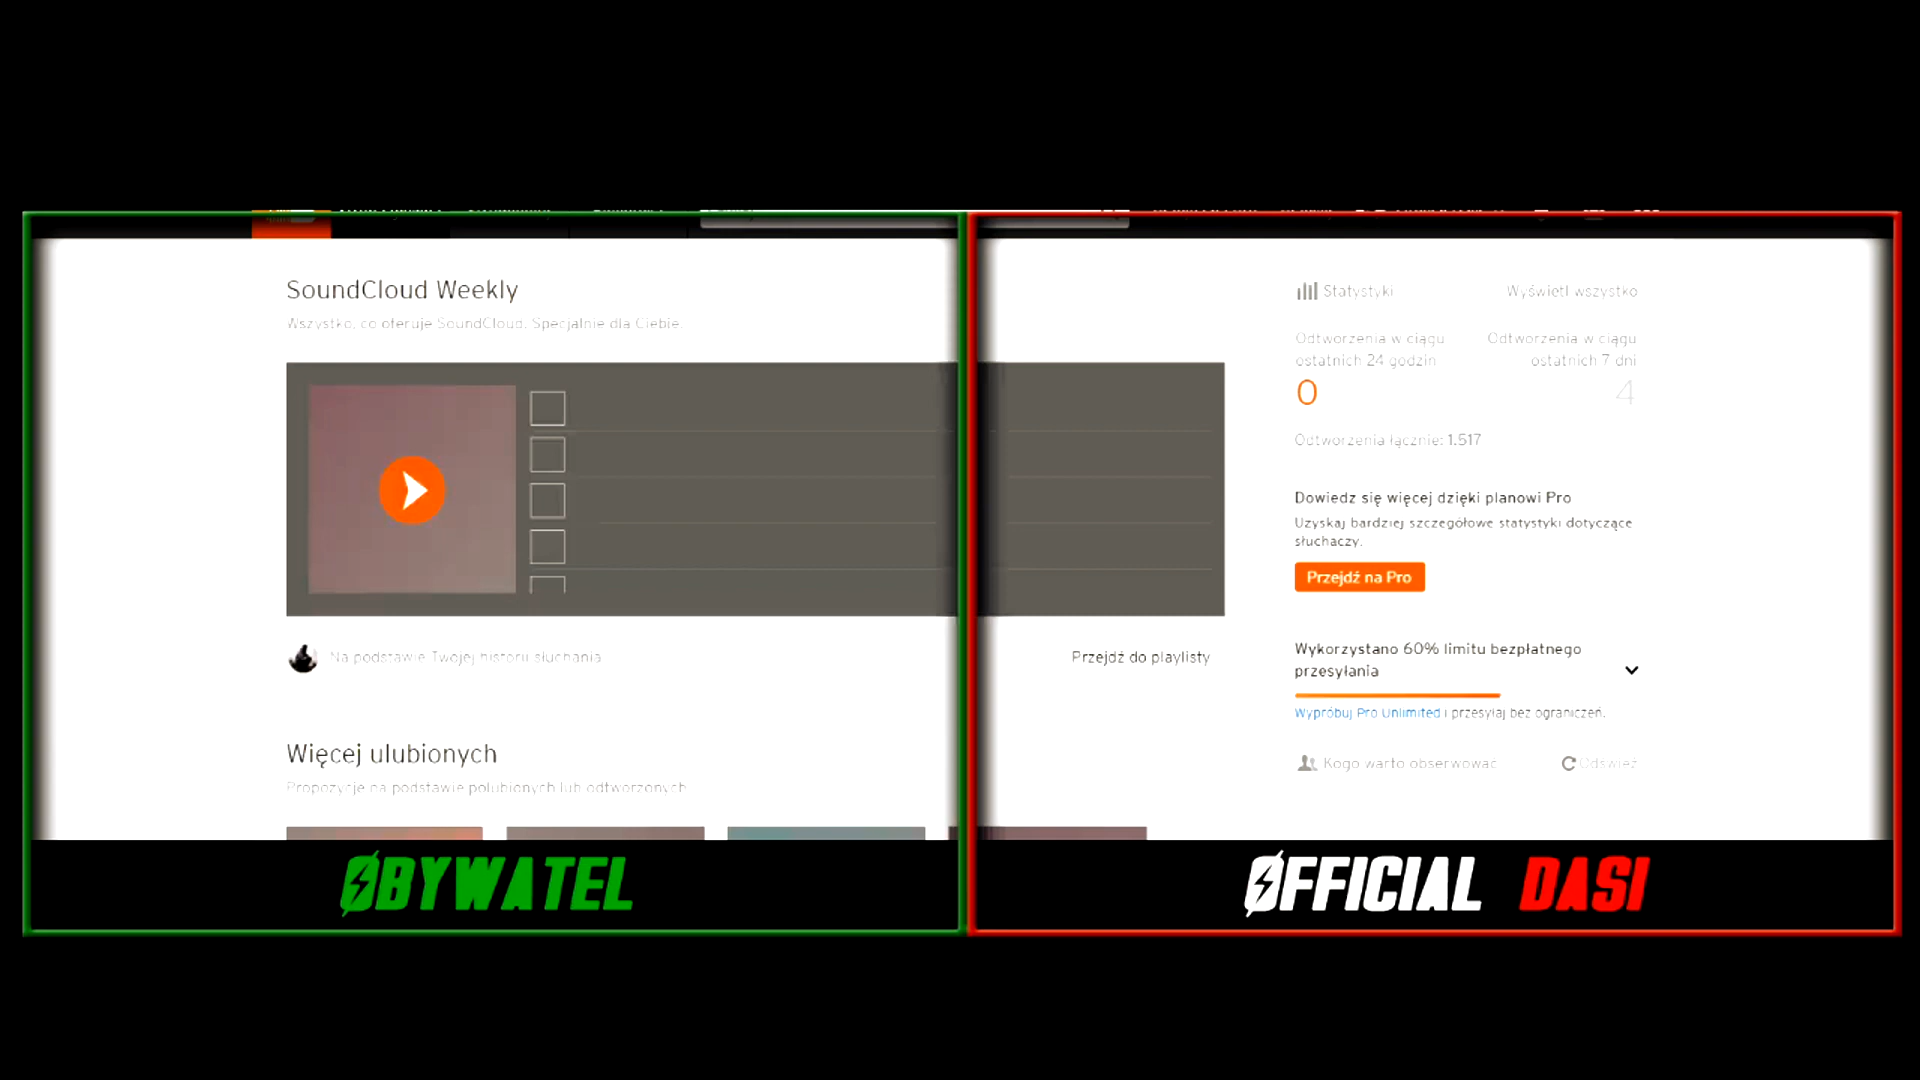 SoundCloud Weekly
Wszystko, co oferuje SoundCloud. Specjalnie dla Ciebie.
Na podstawie Twojej historii słuchania
Przejdź do playlisty
Więcej ulubionych
Propozycje na podstawie polubionych lub odtworzonych
Statystyki
Wyświetl wszystko
Odtworzenia w ciągu
ostatnich 24 godzin
0
Odtworzenia w ciągu
ostatnich 7 dni
4
Odtworzenia łącznie: 1.517
Dowiedz się więcej dzięki planowi Pro
Uzyskaj bardziej szczegółowe statystyki dotyczące
słuchaczy.
Przejdź na Pro
Wykorzystano 60% limitu bezpłatnego
przesyłania
Wypróbuj Pro Unlimited i przesyłaj bez ograniczeń.
Kogo warto obserwować
Odśwież
ØBYWATEL
ØFFICIAL DASI